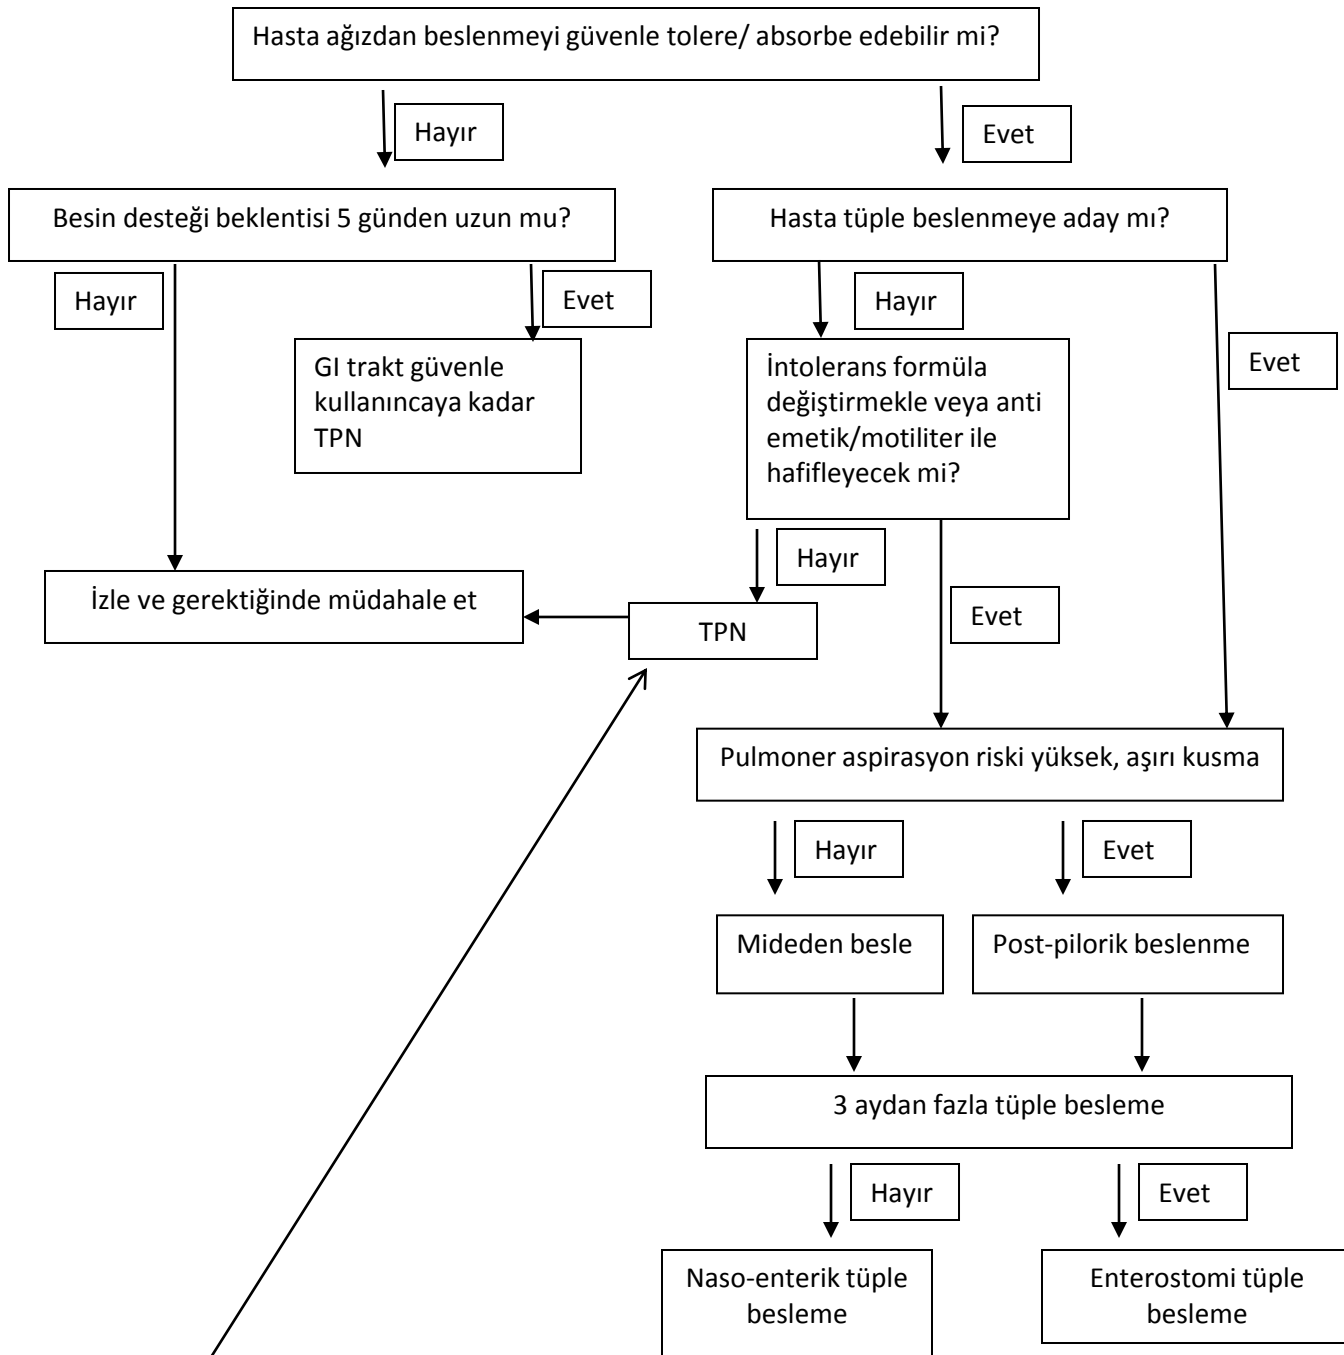 Hasta ağızdan beslenmeyi güvenle tolere/ absorbe edebilir mi?
Hayır
Evet
Besin desteği beklentisi 5 günden uzun mu?
Hasta tüple beslenmeye aday mı?
Hayır
Evet
Hayır
Evet
GI trakt güvenle
kullanıncaya kadar
TPN
İntolerans formüla
değiştirmekle veya anti
emetik/motiliter ile
hafifleyecek mi?
Hayır
İzle ve gerektiğinde müdahale et
TPN
Evet
Pulmoner aspirasyon riski yüksek, aşırı kusma
Hayır
Evet
Mideden besle
Post-pilorik beslenme
3 aydan fazla tüple besleme
Hayır
Evet
Naso-enterik tüple
besleme
Enterostomi tüple
besleme